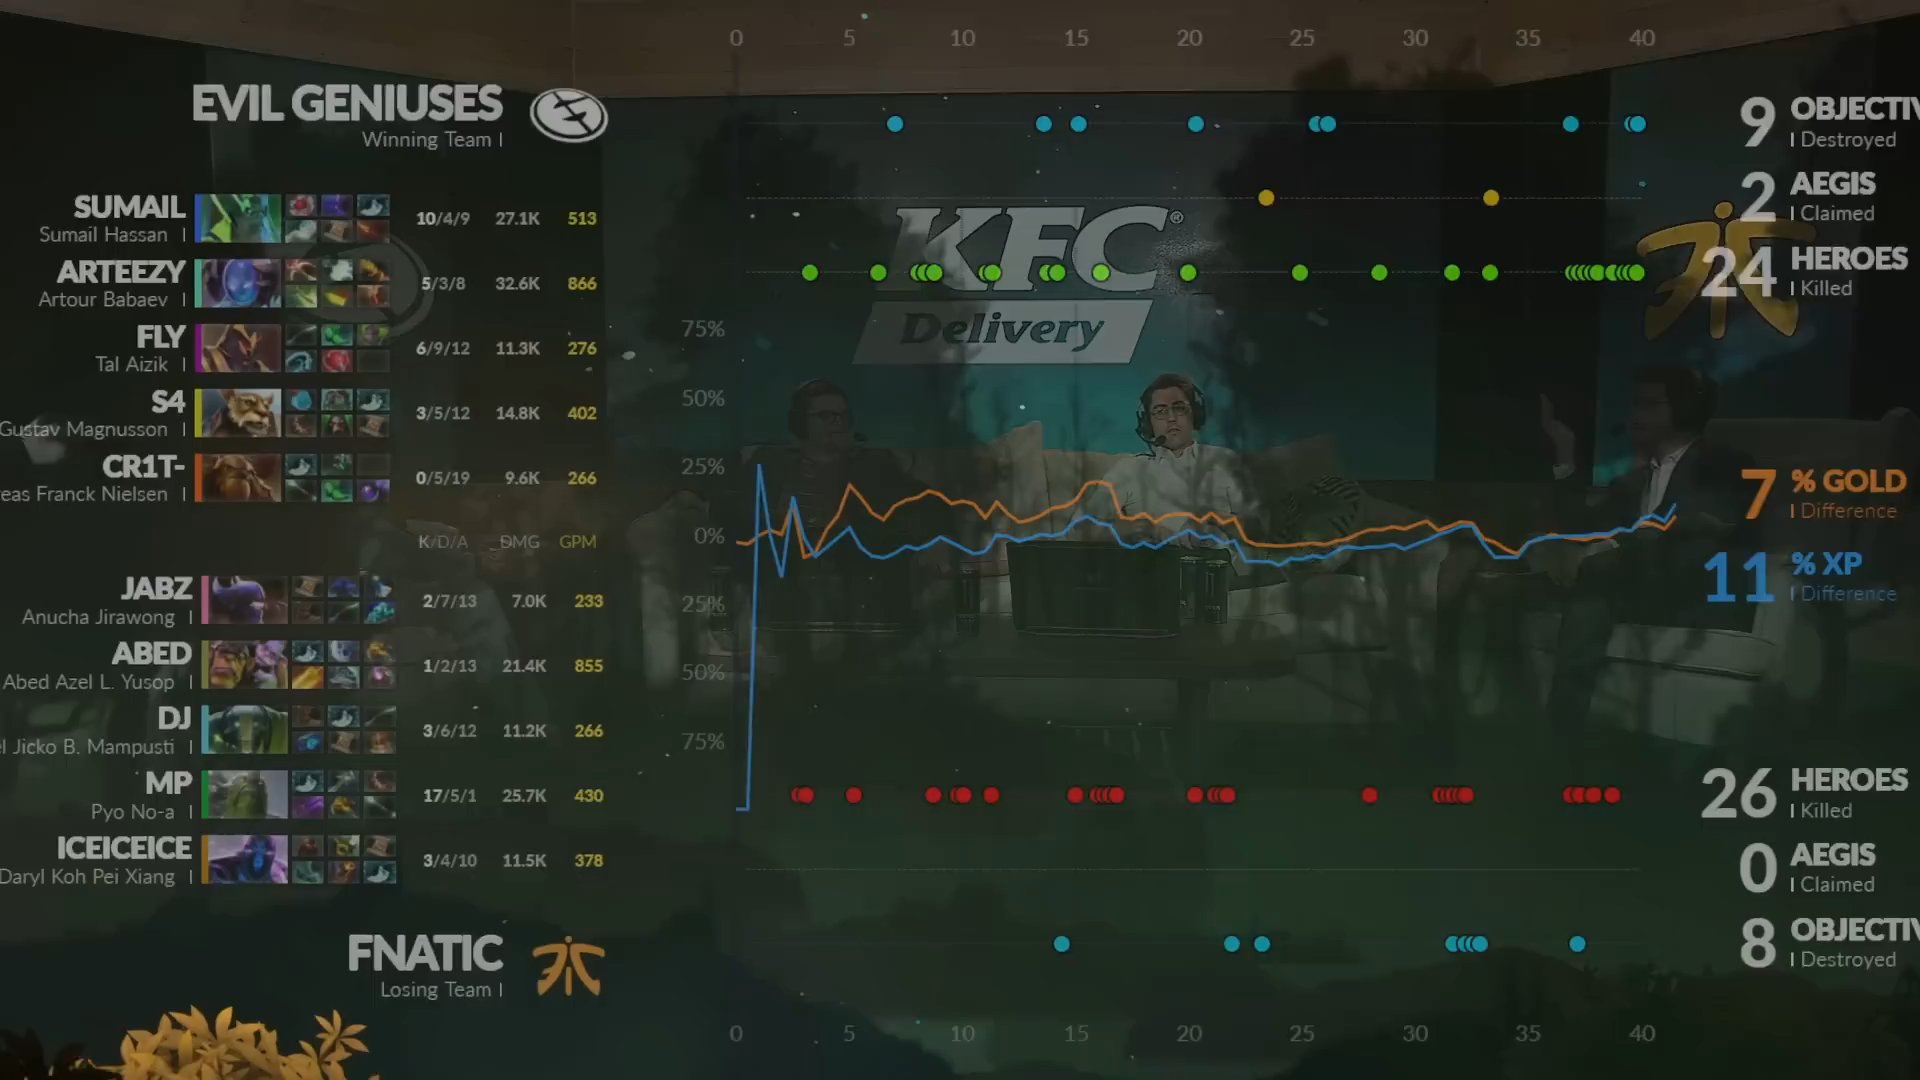 0 5 10 15 20 25 30 35 40
EVIL GENIUSES
Winning Team
9 OBJECTIV
Destroyed
2 AEGIS
Claimed
24 HEROES
Killed
SUMAIL
Sumail Hassan
10/4/9 27.1K 513
ARTEEZY
Artour Babaev
5/3/8 32.6K 866
FLY
Tal Aizik
6/9/12 11.3K 276
S4
Gustav Magnusson
3/5/12 14.8K 402
CR1T-
eas Franck Nielsen
0/5/19 9.6K 266
K/D/A DMG GPM
JABZ
Anucha Jirawong
2/7/13 7.0K 233
ABED
Abed Azel L. Yusop
1/2/13 21.4K 855
DJ
el Jicko B. Mampusti
3/6/12 11.2K 266
MP
Pyo No-a
17/5/1 25.7K 430
ICEICEICE
Daryl Koh Pei Xiang
3/4/10 11.5K 378
FNATIC
Losing Team
KFC®
Delivery
75%
50%
25%
0%
25%
50%
75%
7 % GOLD
Difference
11 % XP
Difference
26 HEROES
Killed
0 AEGIS
Claimed
8 OBJECTIV
Destroyed
0 5 10 15 20 25 30 35 40